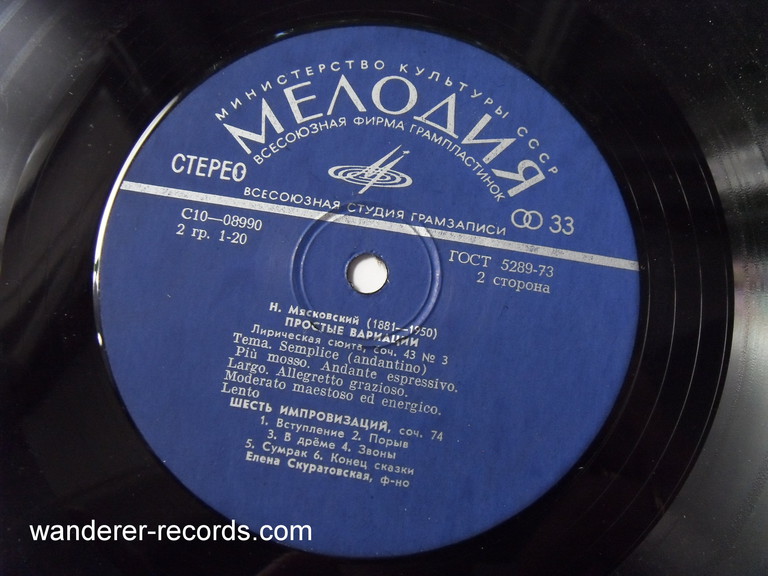 МИНИСТЕРСТВО КУЛЬТУРЫ СССР
МЕЛОДИЯ
ВСЕСОЮЗНАЯ ФИРМА ГРАМПЛАСТИНОК
СТЕРЕО
ВСЕСОЮЗНАЯ СТУДИЯ ГРАМЗАПИСИ
33
С10—08990
2 гр. 1-20
ГОСТ 5289-73
2 сторона
Н. Мясковский (1881—1950)
ПРОСТЫЕ ВАРИАЦИИ
Лирическая сюита, соч. 43 № 3
Тема. Semplice (andantino)
Più mosso. Andante espressivo.
Largo. Allegretto grazioso.
Moderato maestoso ed energico.
Lento
ШЕСТЬ ИМПРОВИЗАЦИЙ, соч. 74
1. Вступление 2. Порыв
3. В дрёме 4. Звоны
5. Сумрак 6. Конец сказки
Елена Скуратовская, ф-но
wanderer-records.com